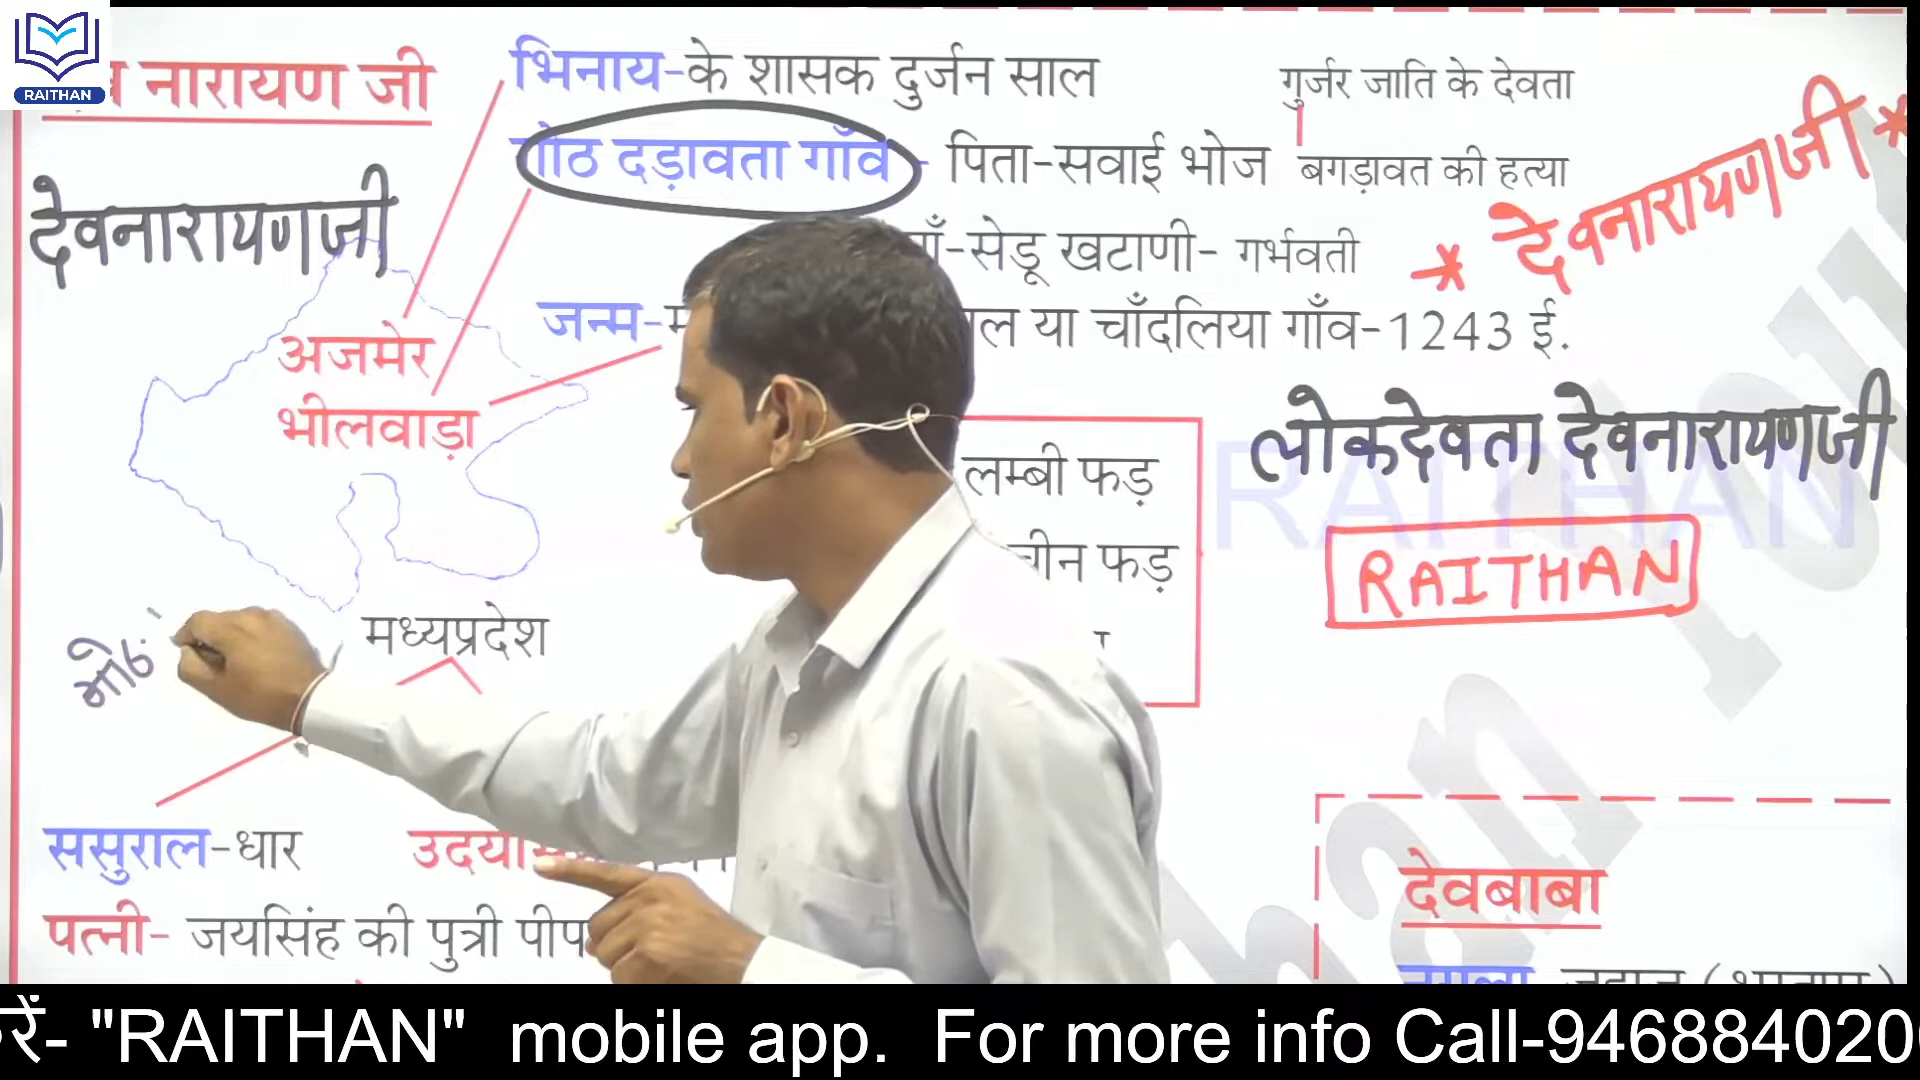 RAITHAN
नारायण जी
भिनाय-के शासक दुर्जन साल
गुर्जर जाति के देवता
गोठ दड़ावता गाँव - पिता-सवाई भोज
बगड़ावत की हत्या
* देवनारायणजी *
देवनारायणजी
माँ-सेडू खटाणी- गर्भवती
जन्म-
या चाँदलिया गाँव-1243 ई.
अजमेर
भीलवाड़ा
लोकदेवता देवनारायणजी
लम्बी फड़
फड़
RAITHAN
RAITHAN
मध्यप्रदेश
गोठ
ससुराल-धार
देवबाबा
पत्नी- जयसिंह की पुत्री
- "RAITHAN" mobile app. For more info Call-946884020